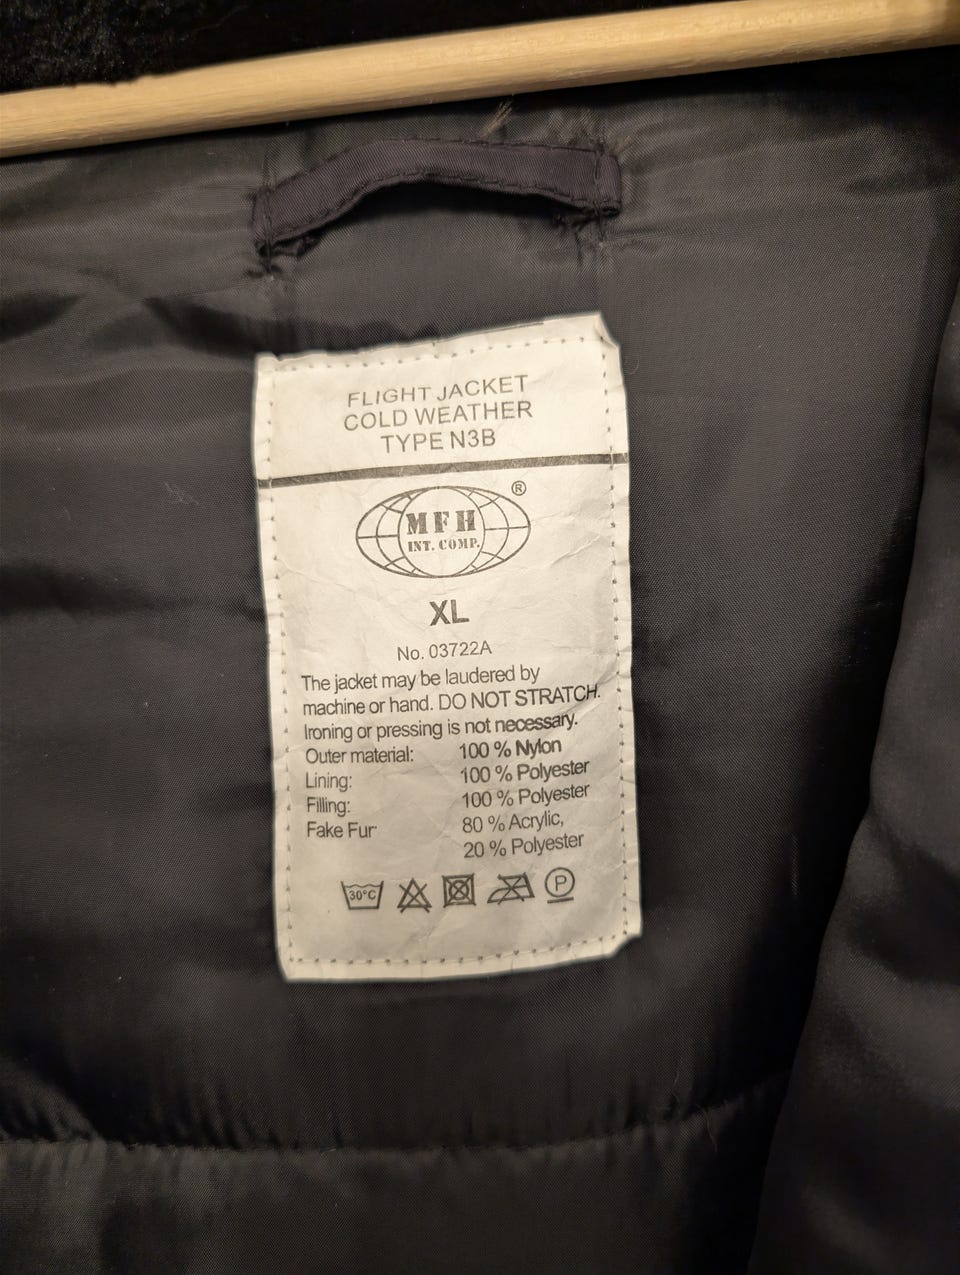 FLIGHT JACKET
COLD WEATHER
TYPE N3B
®
MFH
INT. COMP.
XL
No. 03722A
The jacket may be laudered by
machine or hand. DO NOT STRATCH.
Ironing or pressing is not necessary.
Outer material: 100 % Nylon
Lining: 100 % Polyester
Filling: 100 % Polyester
Fake Fur: 80 % Acrylic,
20 % Polyester
30°C P